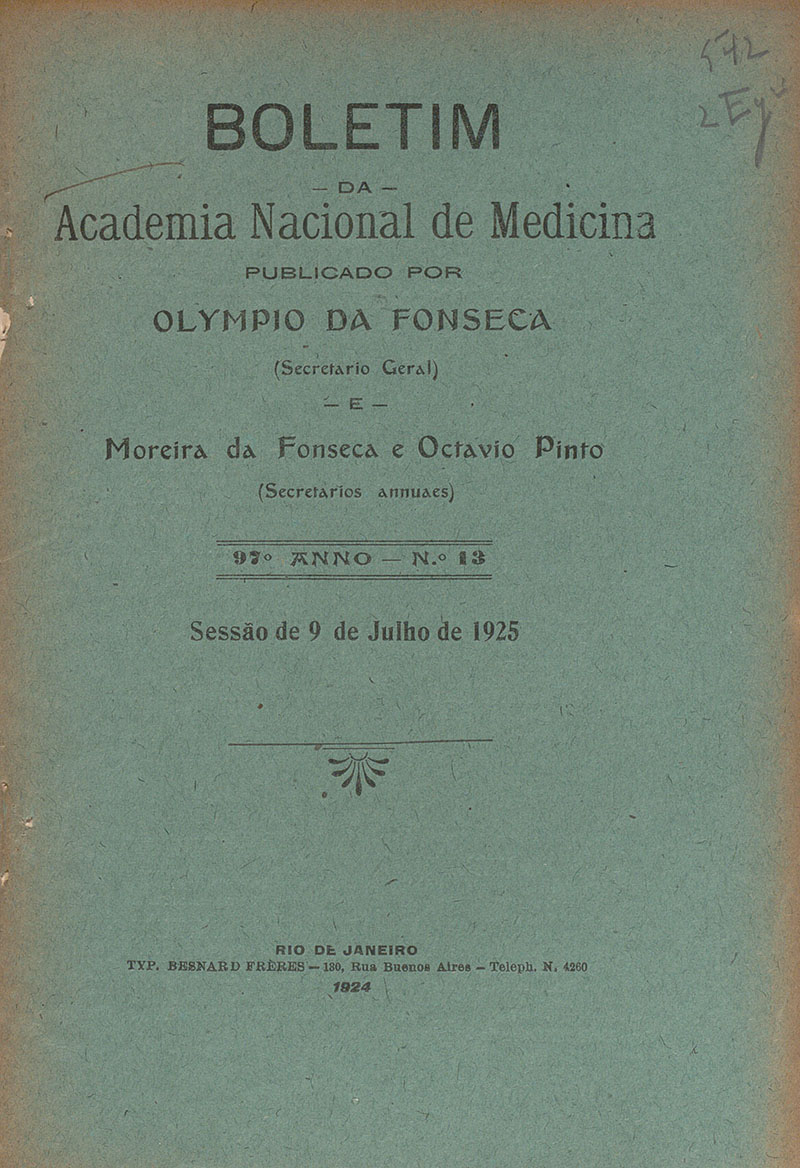 542
BOLETIM
— DA —
Academia Nacional de Medicina
PUBLICADO POR
OLYMPIO DA FONSECA
(Secretario Geral)
— E —
Moreira da Fonseca e Octavio Pinto
(Secretarios annuaes)
97º ANNO — N.º 13
Sessão de 9 de Julho de 1925
RIO DE JANEIRO
TYP. BESNARD FRÈRES — 130, Rua Buenos Aires — Teleph. N. 4260
1924